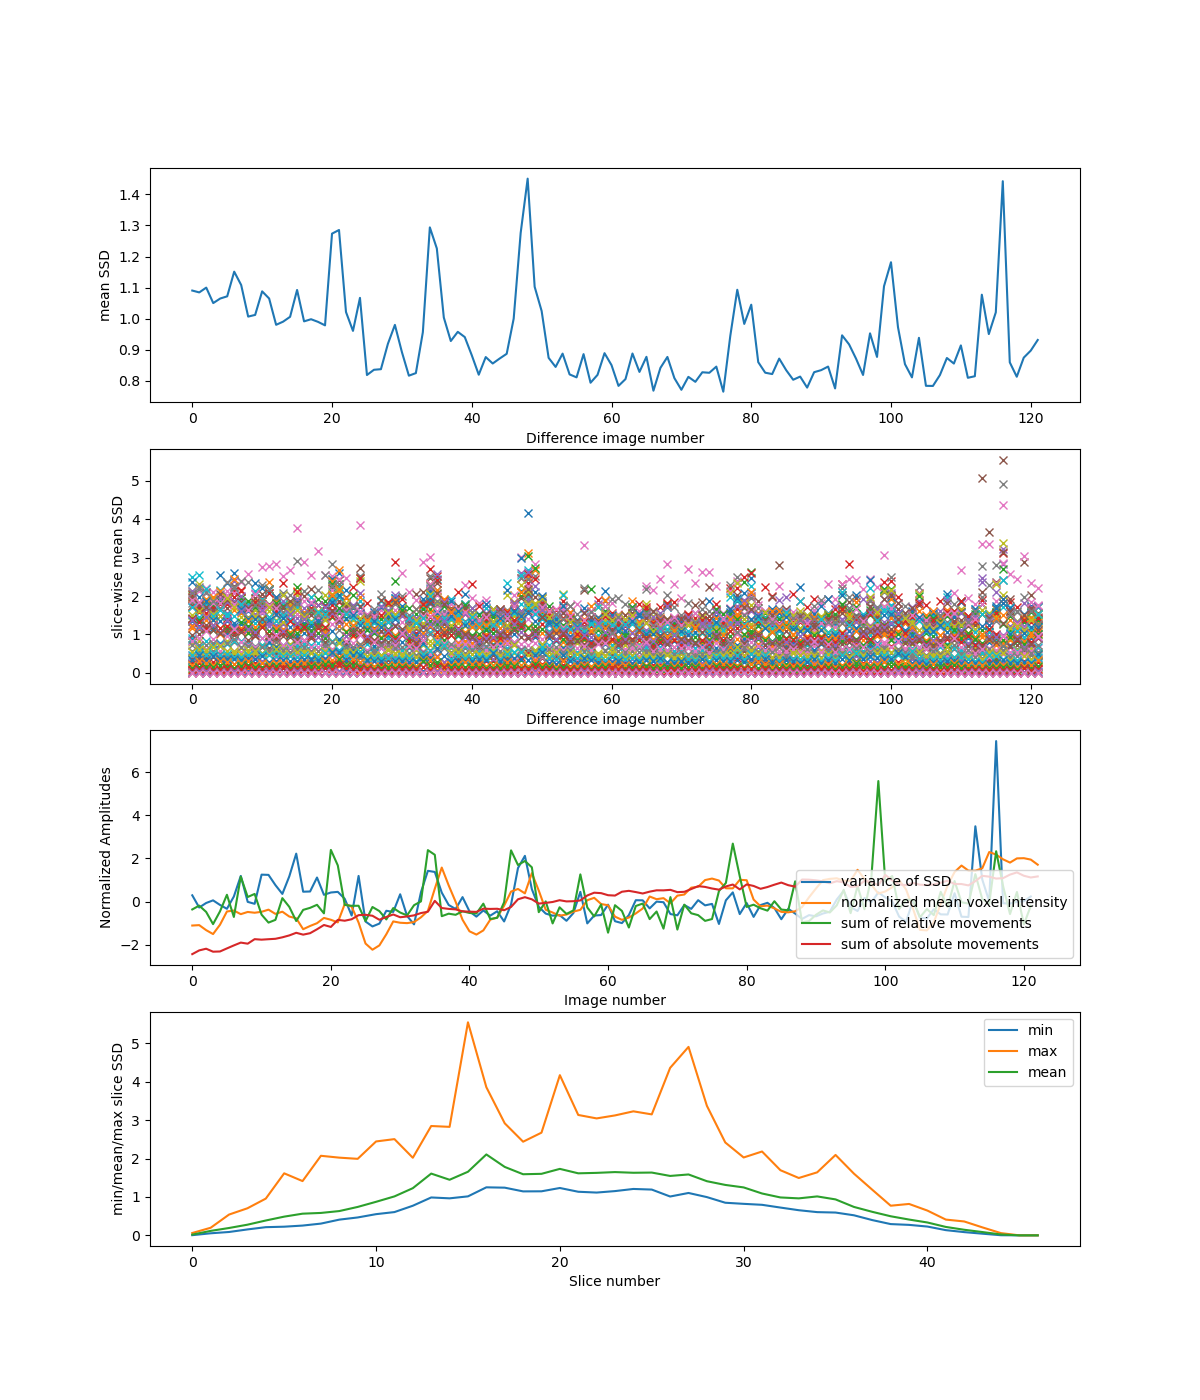 mean SSD
1.4
1.3
1.2
1.1
1.0
0.9
0.8
0 20 40 60 80 100 120
Difference image number
slice-wise mean SSD
5
4
3
2
1
0
0 20 40 60 80 100 120
Difference image number
Normalized Amplitudes
6
4
2
0
−2
variance of SSD
normalized mean voxel intensity
sum of relative movements
sum of absolute movements
0 20 40 60 80 100 120
Image number
min/mean/max slice SSD
5
4
3
2
1
0
min
max
mean
0 10 20 30 40
Slice number